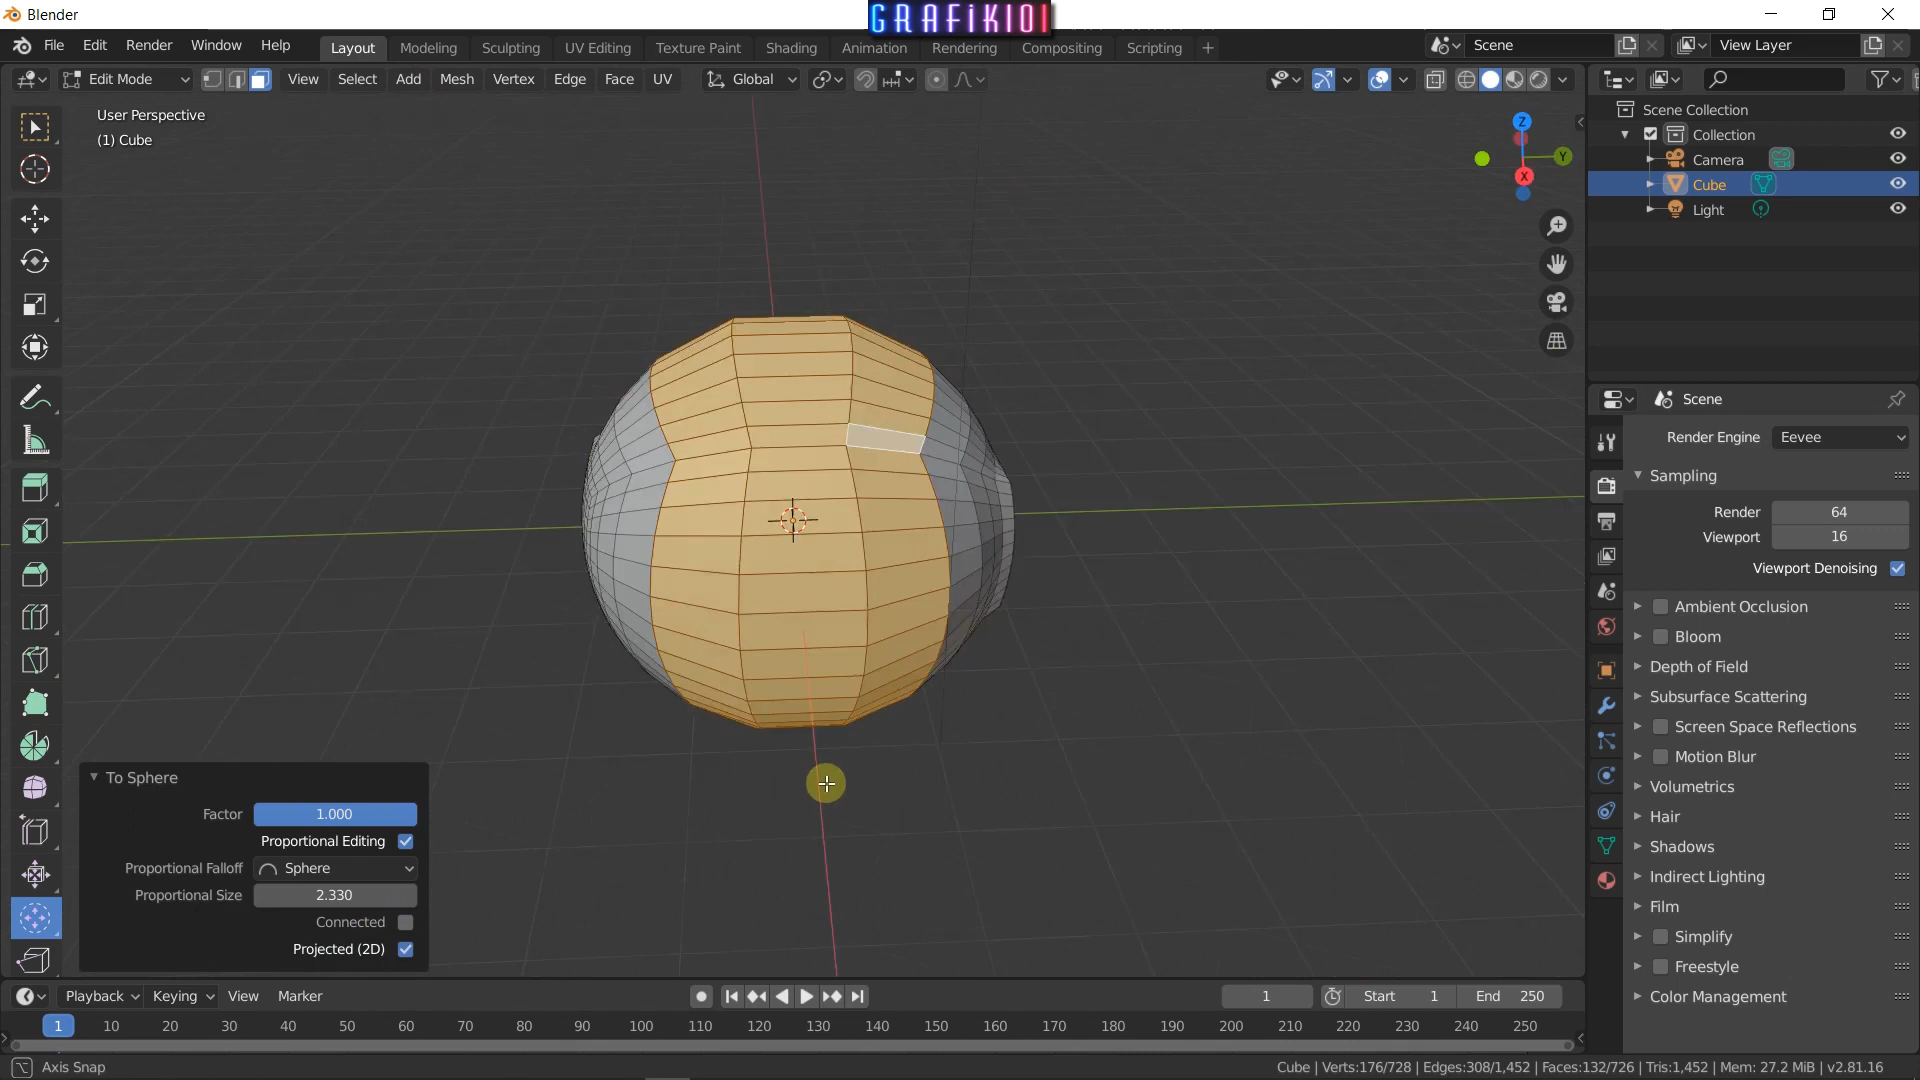 Blender
GRAFiK101
File Edit Render Window Help
Layout Modeling Sculpting UV Editing Texture Paint Shading Animation Rendering Compositing Scripting +
Scene
View Layer
Edit Mode View Select Add Mesh Vertex Edge Face UV Global
User Perspective
(1) Cube
Z
Y
X
Scene Collection
Collection
Camera
Cube
Light
Scene
Render Engine Eevee
Sampling
Render 64
Viewport 16
Viewport Denoising
Ambient Occlusion
Bloom
Depth of Field
Subsurface Scattering
Screen Space Reflections
Motion Blur
Volumetrics
Hair
Shadows
Indirect Lighting
Film
Simplify
Freestyle
Color Management
To Sphere
Factor 1.000
Proportional Editing
Proportional Falloff Sphere
Proportional Size 2.330
Connected
Projected (2D)
Playback Keying View Marker
1 Start 1 End 250
1 10 20 30 40 50 60 70 80 90 100 110 120 130 140 150 160 170 180 190 200 210 220 230 240 250
Axis Snap
Cube | Verts:176/728 | Edges:308/1,452 | Faces:132/726 | Tris:1,452 | Mem: 27.2 MiB | v2.81.16